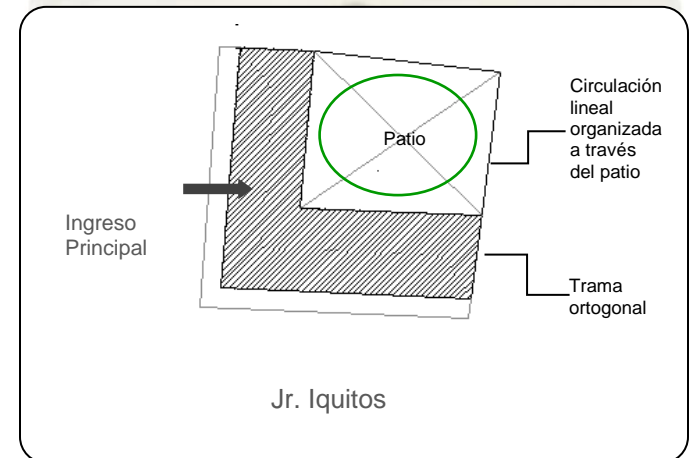 Circulación
lineal
organizada
a través
del patio
Patio
Ingreso
Principal
Trama
ortogonal
Jr. Iquitos